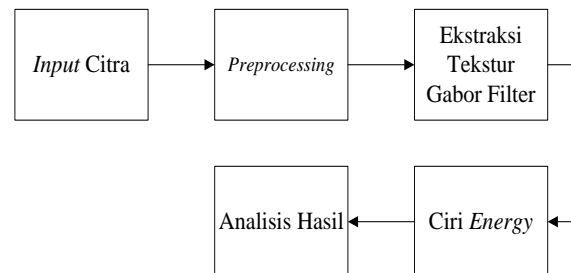 Input Citra
Preprocessing
Ekstraksi
Tekstur
Gabor Filter
Analisis Hasil
Ciri Energy